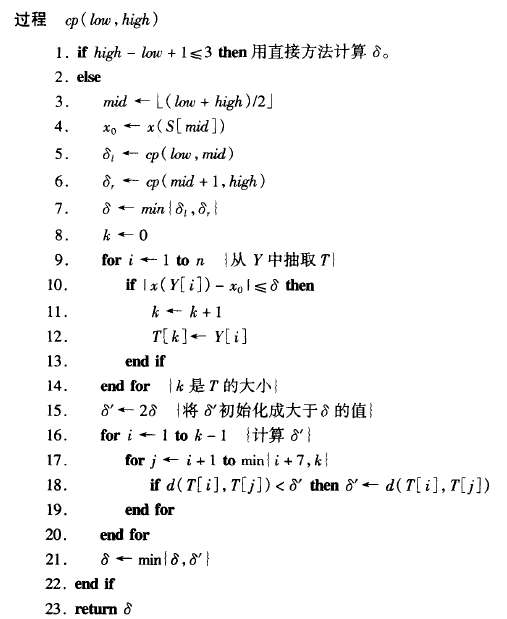 过程 cp(low,high)
1. if high - low + 1≤3 then 用直接方法计算 δ。
2. else
3. mid ← ⌊(low + high)/2⌋
4. x₀ ← x(S[mid])
5. δₗ ← cp(low,mid)
6. δᵣ ← cp(mid + 1,high)
7. δ ← min{δₗ,δᵣ}
8. k ← 0
9. for i ← 1 to n {从 Y 中抽取 T}
10. if |x(Y[i]) - x₀|≤δ then
11. k ← k + 1
12. T[k] ← Y[i]
13. end if
14. end for {k 是 T 的大小}
15. δ′ ← 2δ {将 δ′初始化成大于 δ 的值}
16. for i ← 1 to k - 1 {计算 δ′}
17. for j ← i + 1 to min{i + 7,k}
18. if d(T[i],T[j]) < δ′ then δ′ ← d(T[i],T[j])
19. end for
20. end for
21. δ ← min{δ,δ′}
22. end if
23. return δ